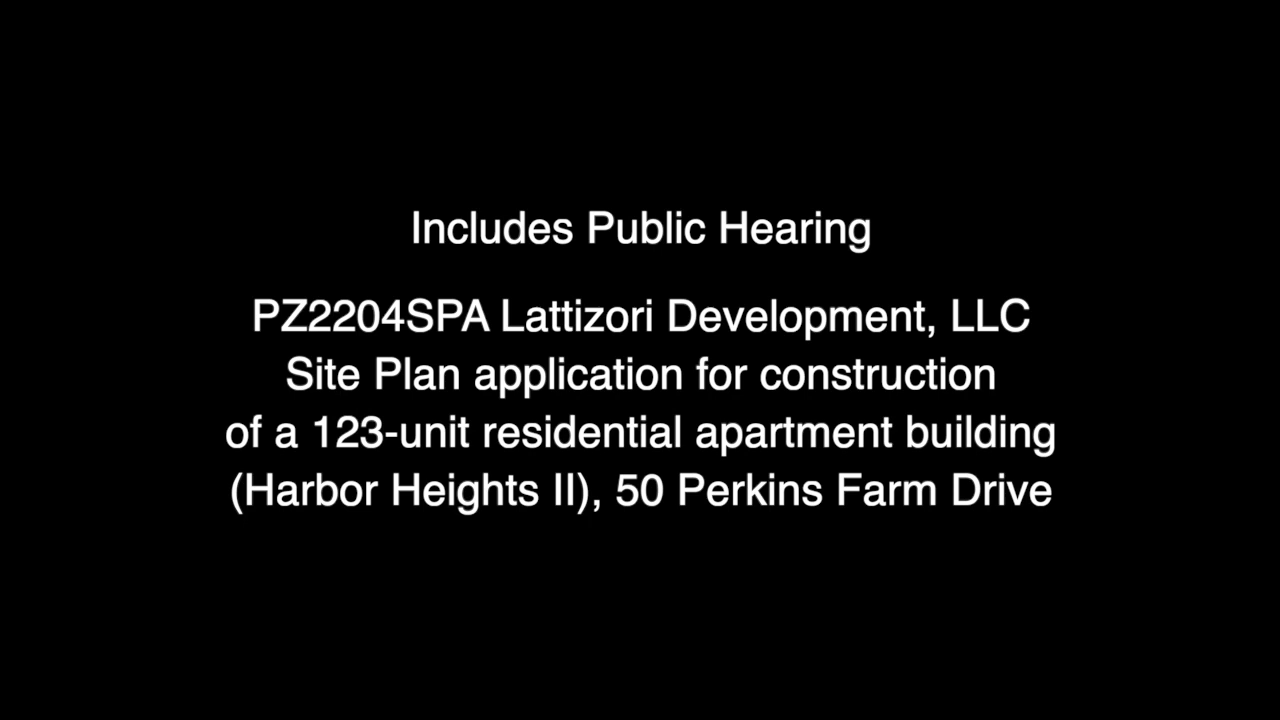 Includes Public Hearing
PZ2204SPA Lattizori Development, LLC
Site Plan application for construction
of a 123-unit residential apartment building
(Harbor Heights II), 50 Perkins Farm Drive